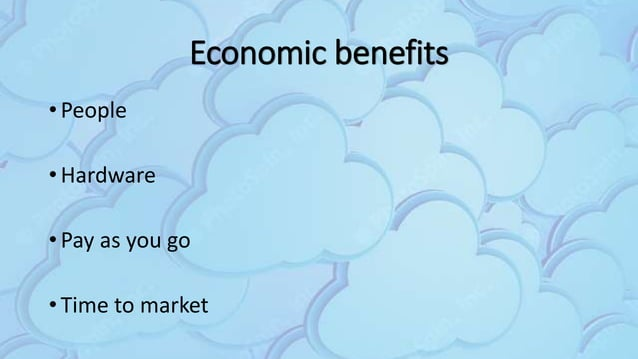 Economic benefits
• People
• Hardware
• Pay as you go
• Time to market